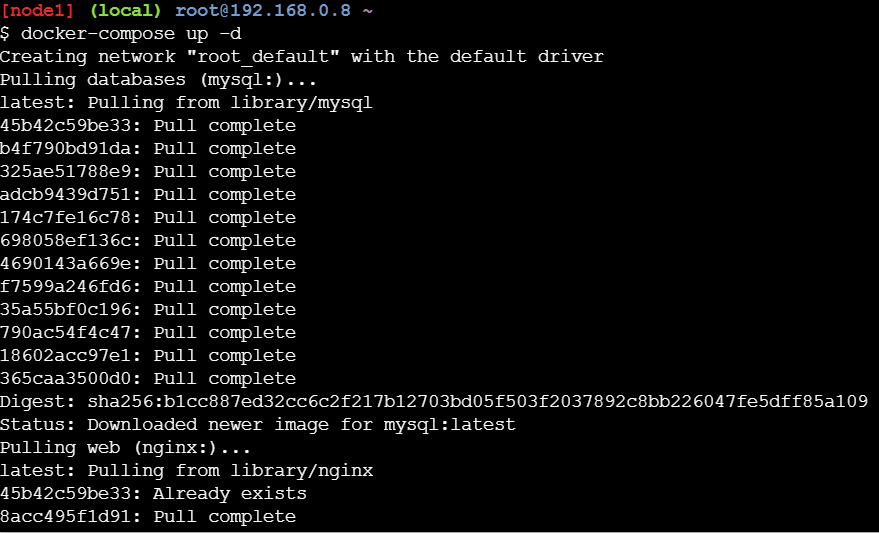 [node1] (local) root@192.168.0.8 ~
$ docker-compose up -d
Creating network "root_default" with the default driver
Pulling databases (mysql:)...
latest: Pulling from library/mysql
45b42c59be33: Pull complete
b4f790bd91da: Pull complete
325ae51788e9: Pull complete
adcb9439d751: Pull complete
174c7fe16c78: Pull complete
698058ef136c: Pull complete
4690143a669e: Pull complete
f7599a246fd6: Pull complete
35a55bf0c196: Pull complete
790ac54f4c47: Pull complete
18602acc97e1: Pull complete
365caa3500d0: Pull complete
Digest: sha256:b1cc887ed32cc6c2f217b12703bd05f503f2037892c8bb226047fe5dff85a109
Status: Downloaded newer image for mysql:latest
Pulling web (nginx:)...
latest: Pulling from library/nginx
45b42c59be33: Already exists
8acc495f1d91: Pull complete